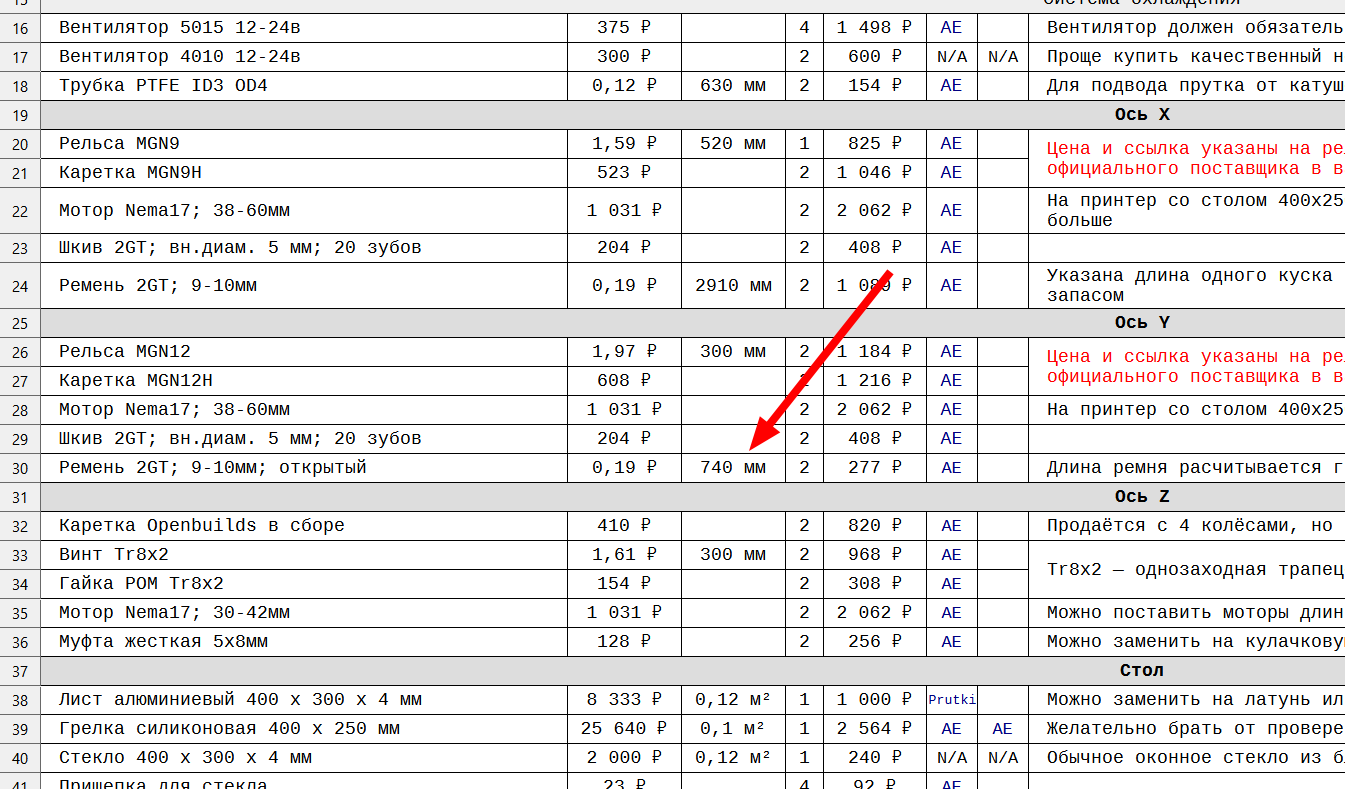 15 система охлаждения
16 Вентилятор 5015 12-24в 375 ₽ 4 1 498 ₽ AE Вентилятор должен обязатель
17 Вентилятор 4010 12-24в 300 ₽ 2 600 ₽ N/A N/A Проще купить качественный н
18 Трубка PTFE ID3 OD4 0,12 ₽ 630 мм 2 154 ₽ AE Для подвода прутка от катуш
19 Ось X
20 Рельса MGN9 1,59 ₽ 520 мм 1 825 ₽ AE Цена и ссылка указаны на ре
21 Каретка MGN9H 523 ₽ 2 1 046 ₽ AE официального поставщика в в
22 Мотор Nema17; 38-60мм 1 031 ₽ 2 2 062 ₽ AE На принтер со столом 400x25
больше
23 Шкив 2GT; вн.диам. 5 мм; 20 зубов 204 ₽ 2 408 ₽ AE
24 Ремень 2GT; 9-10мм 0,19 ₽ 2910 мм 2 1 089 ₽ AE Указана длина одного куска
запасом
25 Ось Y
26 Рельса MGN12 1,97 ₽ 300 мм 2 1 184 ₽ AE Цена и ссылка указаны на ре
27 Каретка MGN12H 608 ₽ 2 1 216 ₽ AE официального поставщика в в
28 Мотор Nema17; 38-60мм 1 031 ₽ 2 2 062 ₽ AE На принтер со столом 400x25
29 Шкив 2GT; вн.диам. 5 мм; 20 зубов 204 ₽ 2 408 ₽ AE
30 Ремень 2GT; 9-10мм; открытый 0,19 ₽ 740 мм 2 277 ₽ AE Длина ремня расчитывается г
31 Ось Z
32 Каретка Openbuilds в сборе 410 ₽ 2 820 ₽ AE Продаётся с 4 колёсами, но
33 Винт Tr8x2 1,61 ₽ 300 мм 2 968 ₽ AE
Tr8x2 — однозаходная трапец
34 Гайка POM Tr8x2 154 ₽ 2 308 ₽ AE
35 Мотор Nema17; 30-42мм 1 031 ₽ 2 2 062 ₽ AE Можно поставить моторы длин
36 Муфта жесткая 5x8мм 128 ₽ 2 256 ₽ AE Можно заменить на кулачкову
37 Стол
38 Лист алюминиевый 400 x 300 x 4 мм 8 333 ₽ 0,12 м² 1 1 000 ₽ Prutki Можно заменить на латунь ил
39 Грелка силиконовая 400 x 250 мм 25 640 ₽ 0,1 м² 1 2 564 ₽ AE AE Желательно брать от провере
40 Стекло 400 x 300 x 4 мм 2 000 ₽ 0,12 м² 1 240 ₽ N/A N/A Обычное оконное стекло из б
41 Прищепка для стекла 23 ₽ 4 92 ₽ AE